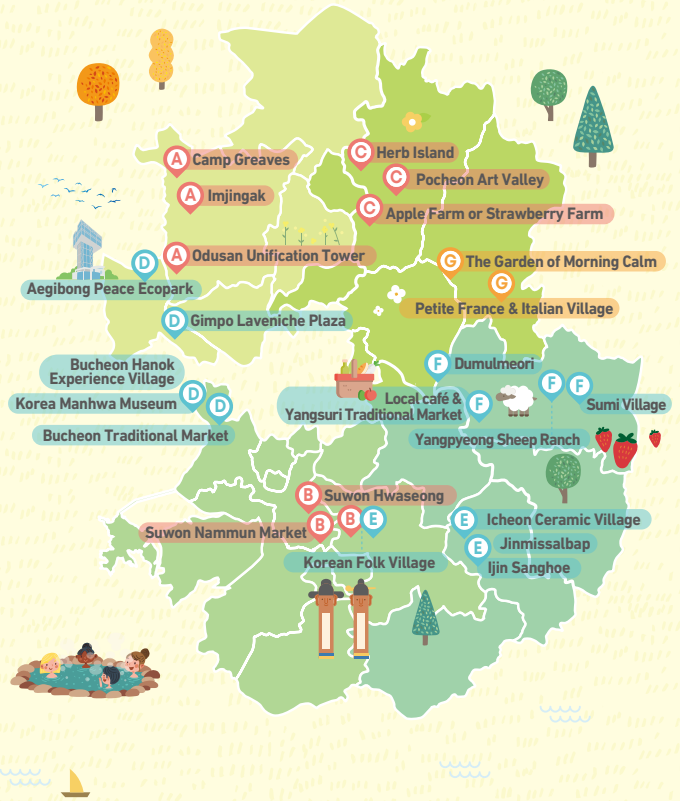 A Camp Greaves
A Imjingak
A Odusan Unification Tower
C Herb Island
C Pocheon Art Valley
C Apple Farm or Strawberry Farm
D
Aegibong Peace Ecopark
D Gimpo Laveniche Plaza
G The Garden of Morning Calm
G
Petite France & Italian Village
Bucheon Hanok
Experience Village
Korea Manhwa Museum D
D
Bucheon Traditional Market
F Dumulmeori
Local café &
Yangsuri Traditional Market F
F F
Sumi Village
Yangpyeong Sheep Ranch
B Suwon Hwaseong
Suwon Nammun Market B
B E
Korean Folk Village
E Icheon Ceramic Village
E Jinmissalbap
Ijin Sanghoe